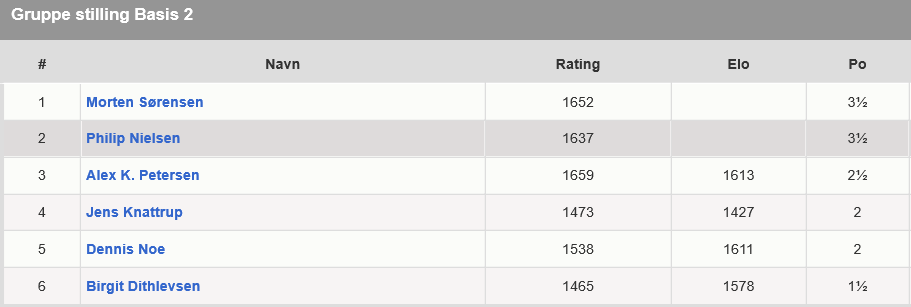 Gruppe stilling Basis 2
# Navn Rating Elo Po
1 Morten Sørensen 1652 3½
2 Philip Nielsen 1637 3½
3 Alex K. Petersen 1659 1613 2½
4 Jens Knattrup 1473 1427 2
5 Dennis Noe 1538 1611 2
6 Birgit Dithlevsen 1465 1578 1½